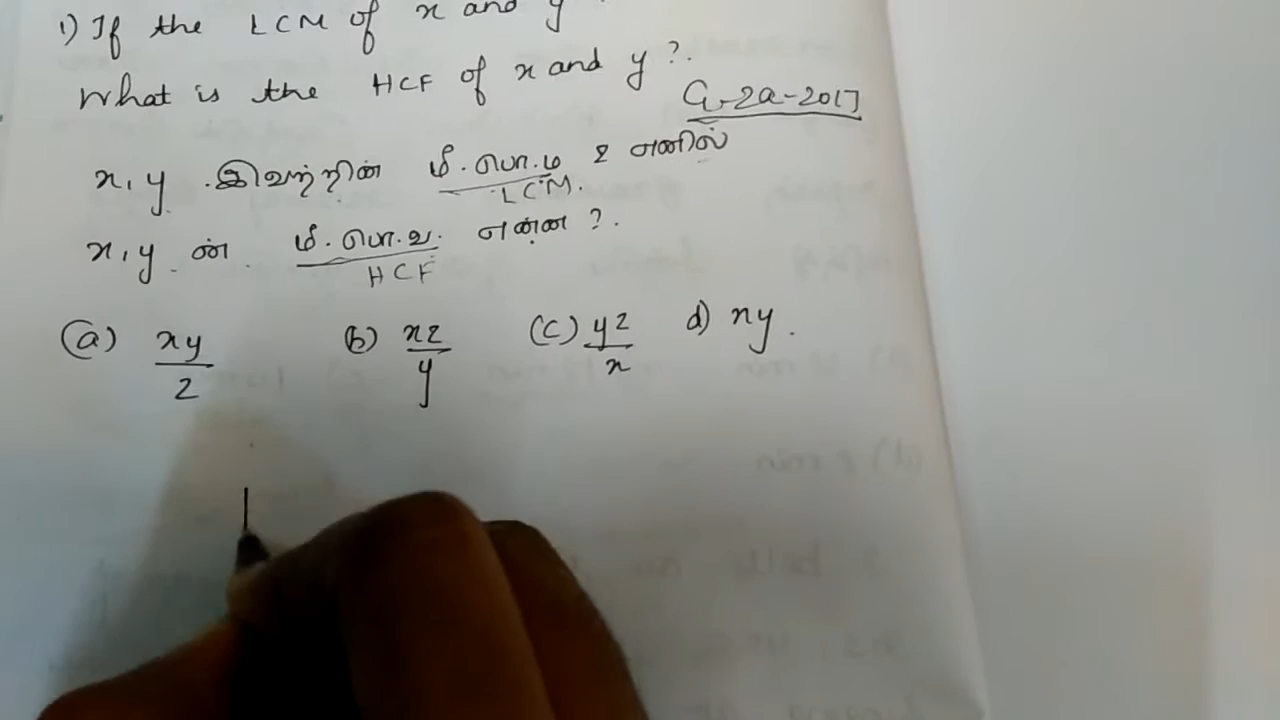 1) If the LCM of x and y
What is the HCF of x and y?.
G-2a-2017
x, y இவற்றின் மீ.பொ.ம z எனில்
LCM.
x, y ன் மீ.பொ.வ. என்ன?.
HCF
(a) xy/z (b) xz/y (c) yz/x d) xy.